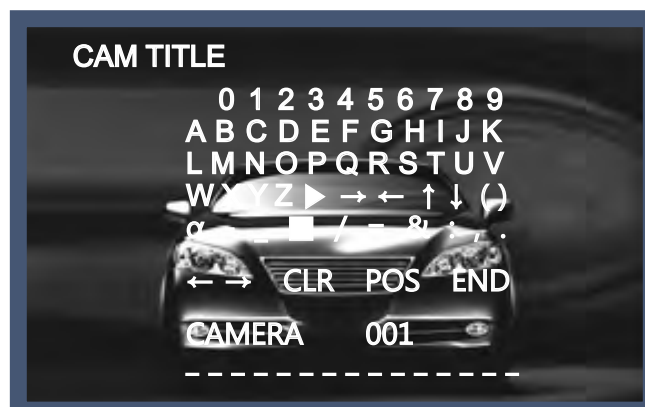 CAM TITLE
0 1 2 3 4 5 6 7 8 9
A B C D E F G H I J K
L M N O P Q R S T U V
W X Y Z ▶ → ← ↑ ↓ ( )
α - _ ■ / = & : , .
← → CLR POS END
CAMERA 001
_ _ _ _ _ _ _ _ _ _ _ _ _ _ _